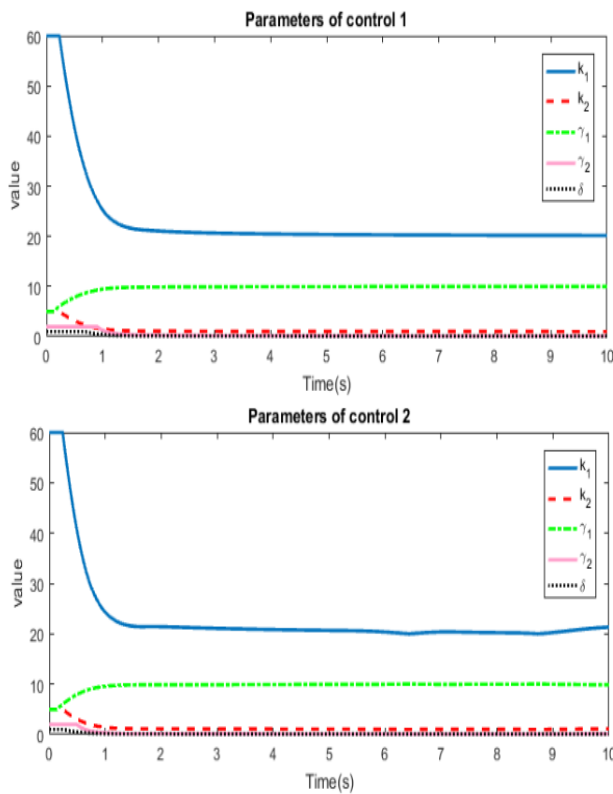 Parameters of control 1
60
50
40
30
20
10
0
value
k₁
k₂
γ₁
γ₂
δ
0 1 2 3 4 5 6 7 8 9 10
Time(s)
Parameters of control 2
60
50
40
30
20
10
0
value
k₁
k₂
γ₁
γ₂
δ
0 1 2 3 4 5 6 7 8 9 10
Time(s)